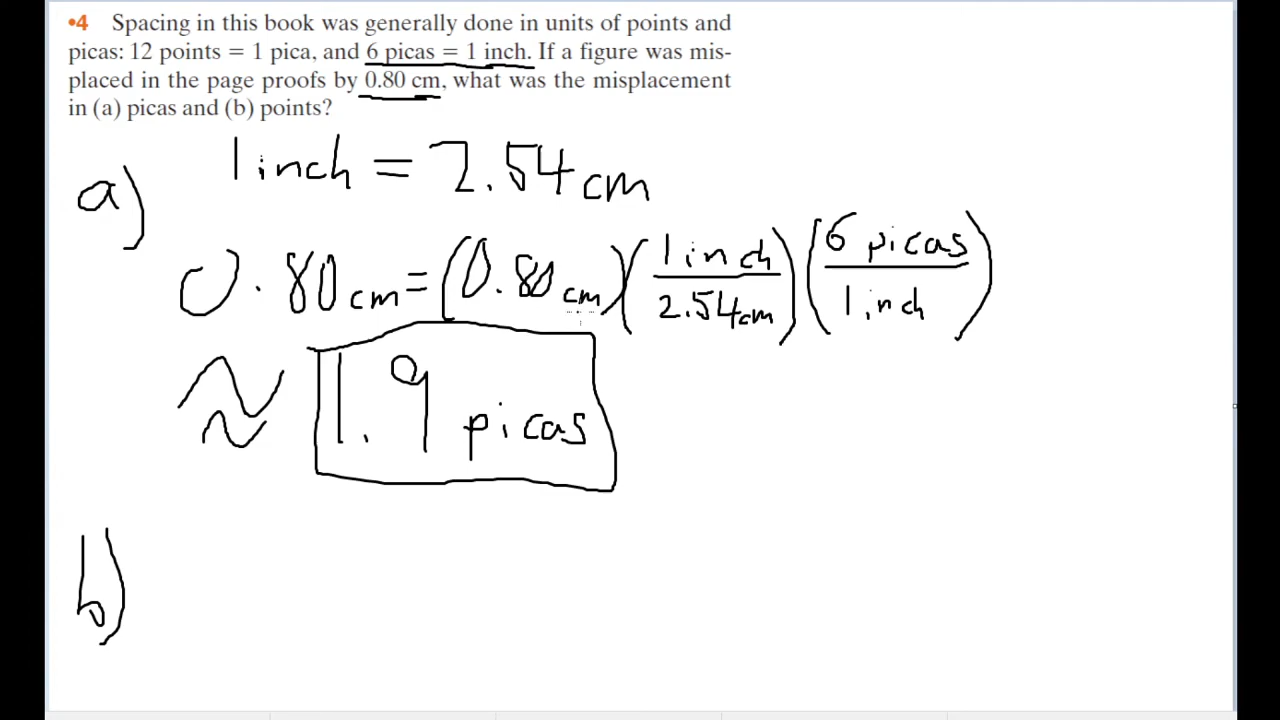 •4 Spacing in this book was generally done in units of points and
picas: 12 points = 1 pica, and 6 picas = 1 inch. If a figure was mis-
placed in the page proofs by 0.80 cm, what was the misplacement
in (a) picas and (b) points?
1 inch = 2.54 cm
a)
0.80 cm = (0.80 cm)(1 inch / 2.54 cm)(6 picas / 1 inch)
≈ 1.9 picas
b)